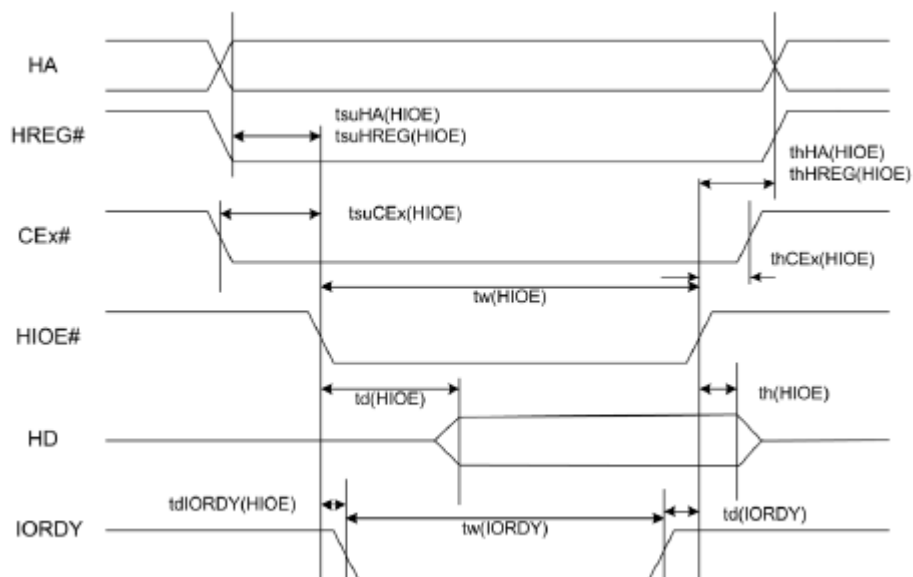 HA
tsuHA(HIOE)
HREG#
tsuHREG(HIOE)
thHA(HIOE)
thHREG(HIOE)
tsuCEx(HIOE)
CEx#
thCEx(HIOE)
tw(HIOE)
HIOE#
td(HIOE)
th(HIOE)
HD
tdIORDY(HIOE)
td(IORDY)
IORDY
tw(IORDY)